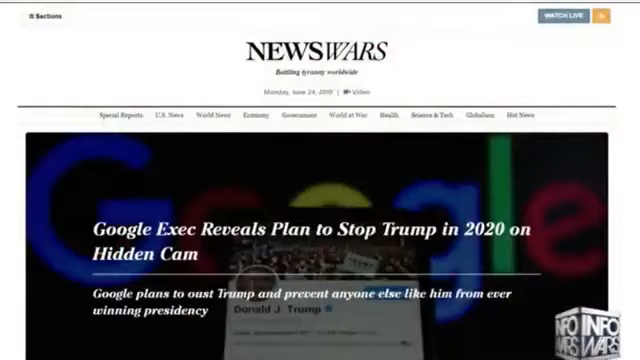 Sections
WATCH LIVE
NEWSWARS
Battling tyranny worldwide
Monday, June 24, 2019 | Video
Special Reports U.S. News World News Economy Government World at War Health Science & Tech Globalism Hot News
Google
Google Exec Reveals Plan to Stop Trump in 2020 on
Hidden Cam
Google plans to oust Trump and prevent anyone else like him from ever
winning presidency
Donald J. Trump
INFO
WARS
INFO
WARS